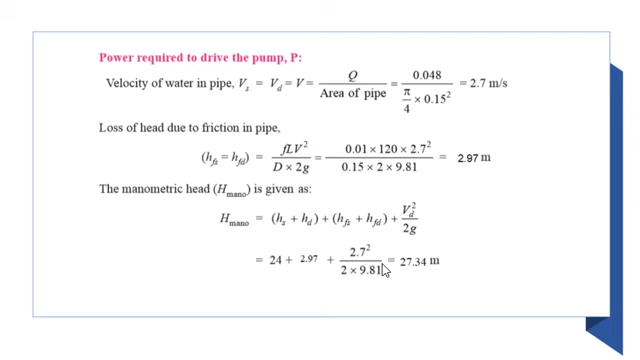 Power required to drive the pump, P:
Velocity of water in pipe, Vₛ = V_d = V = Q / Area of pipe = 0.048 / (π/4 × 0.15²) = 2.7 m/s
Loss of head due to friction in pipe,
(h_fs = h_fd) = fLV² / D × 2g = 0.01 × 120 × 2.7² / 0.15 × 2 × 9.81 = 2.97 m
The manometric head (H_mano) is given as:
H_mano = (hₛ + h_d) + (h_fs + h_fd) + V_d² / 2g
= 24 + 2.97 + 2.7² / 2 × 9.81 = 27.34 m